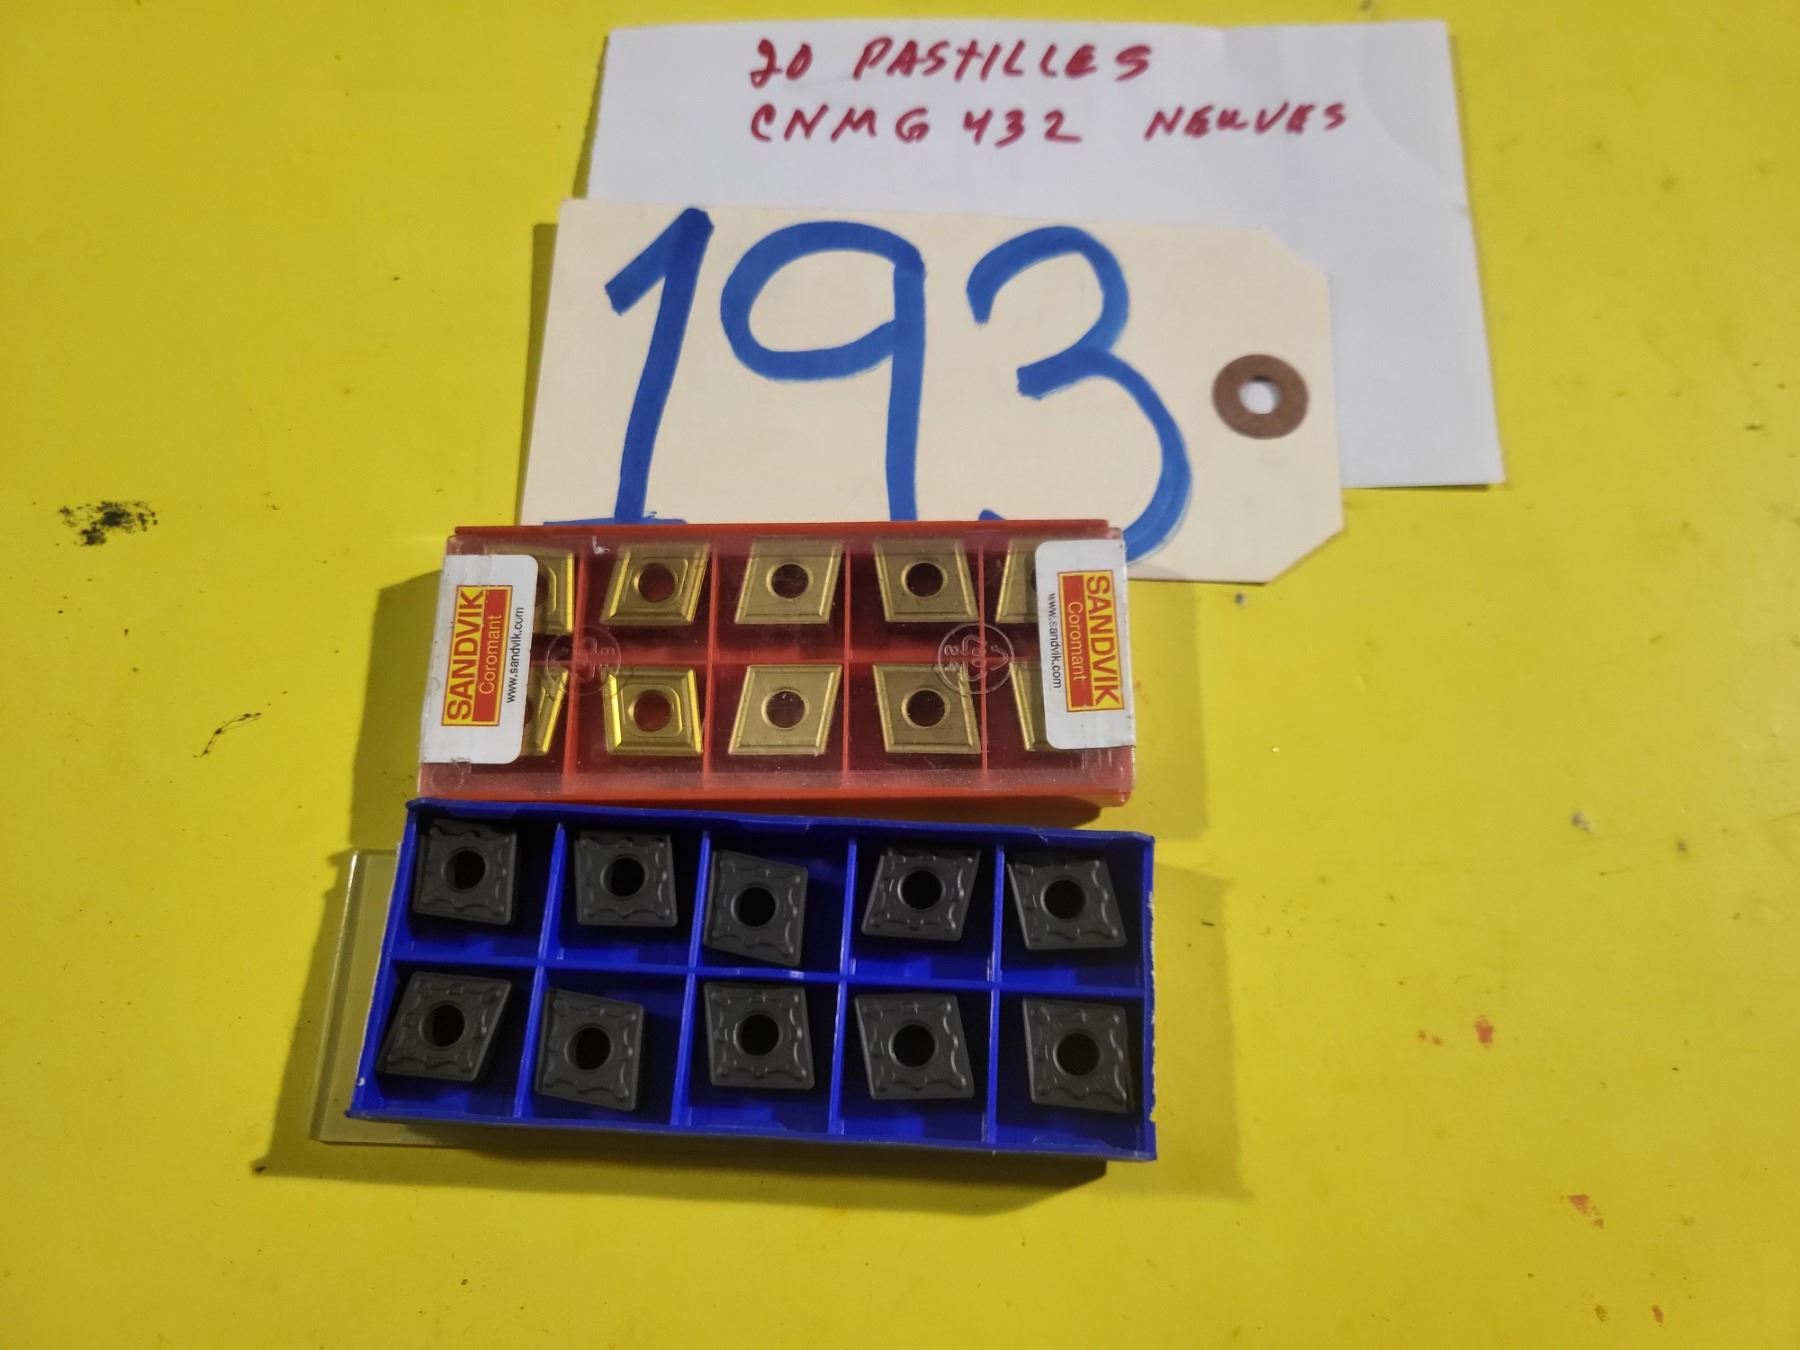 20 PASTILLES
CNMG 432 NEUVES
193
SANDVIK
Coromant
www.sandvik.com
SANDVIK
Coromant
www.sandvik.com